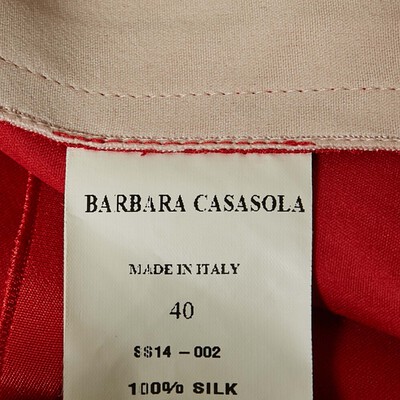 BARBARA CASASOLA
MADE IN ITALY
40
SS14 - 002
100% SILK